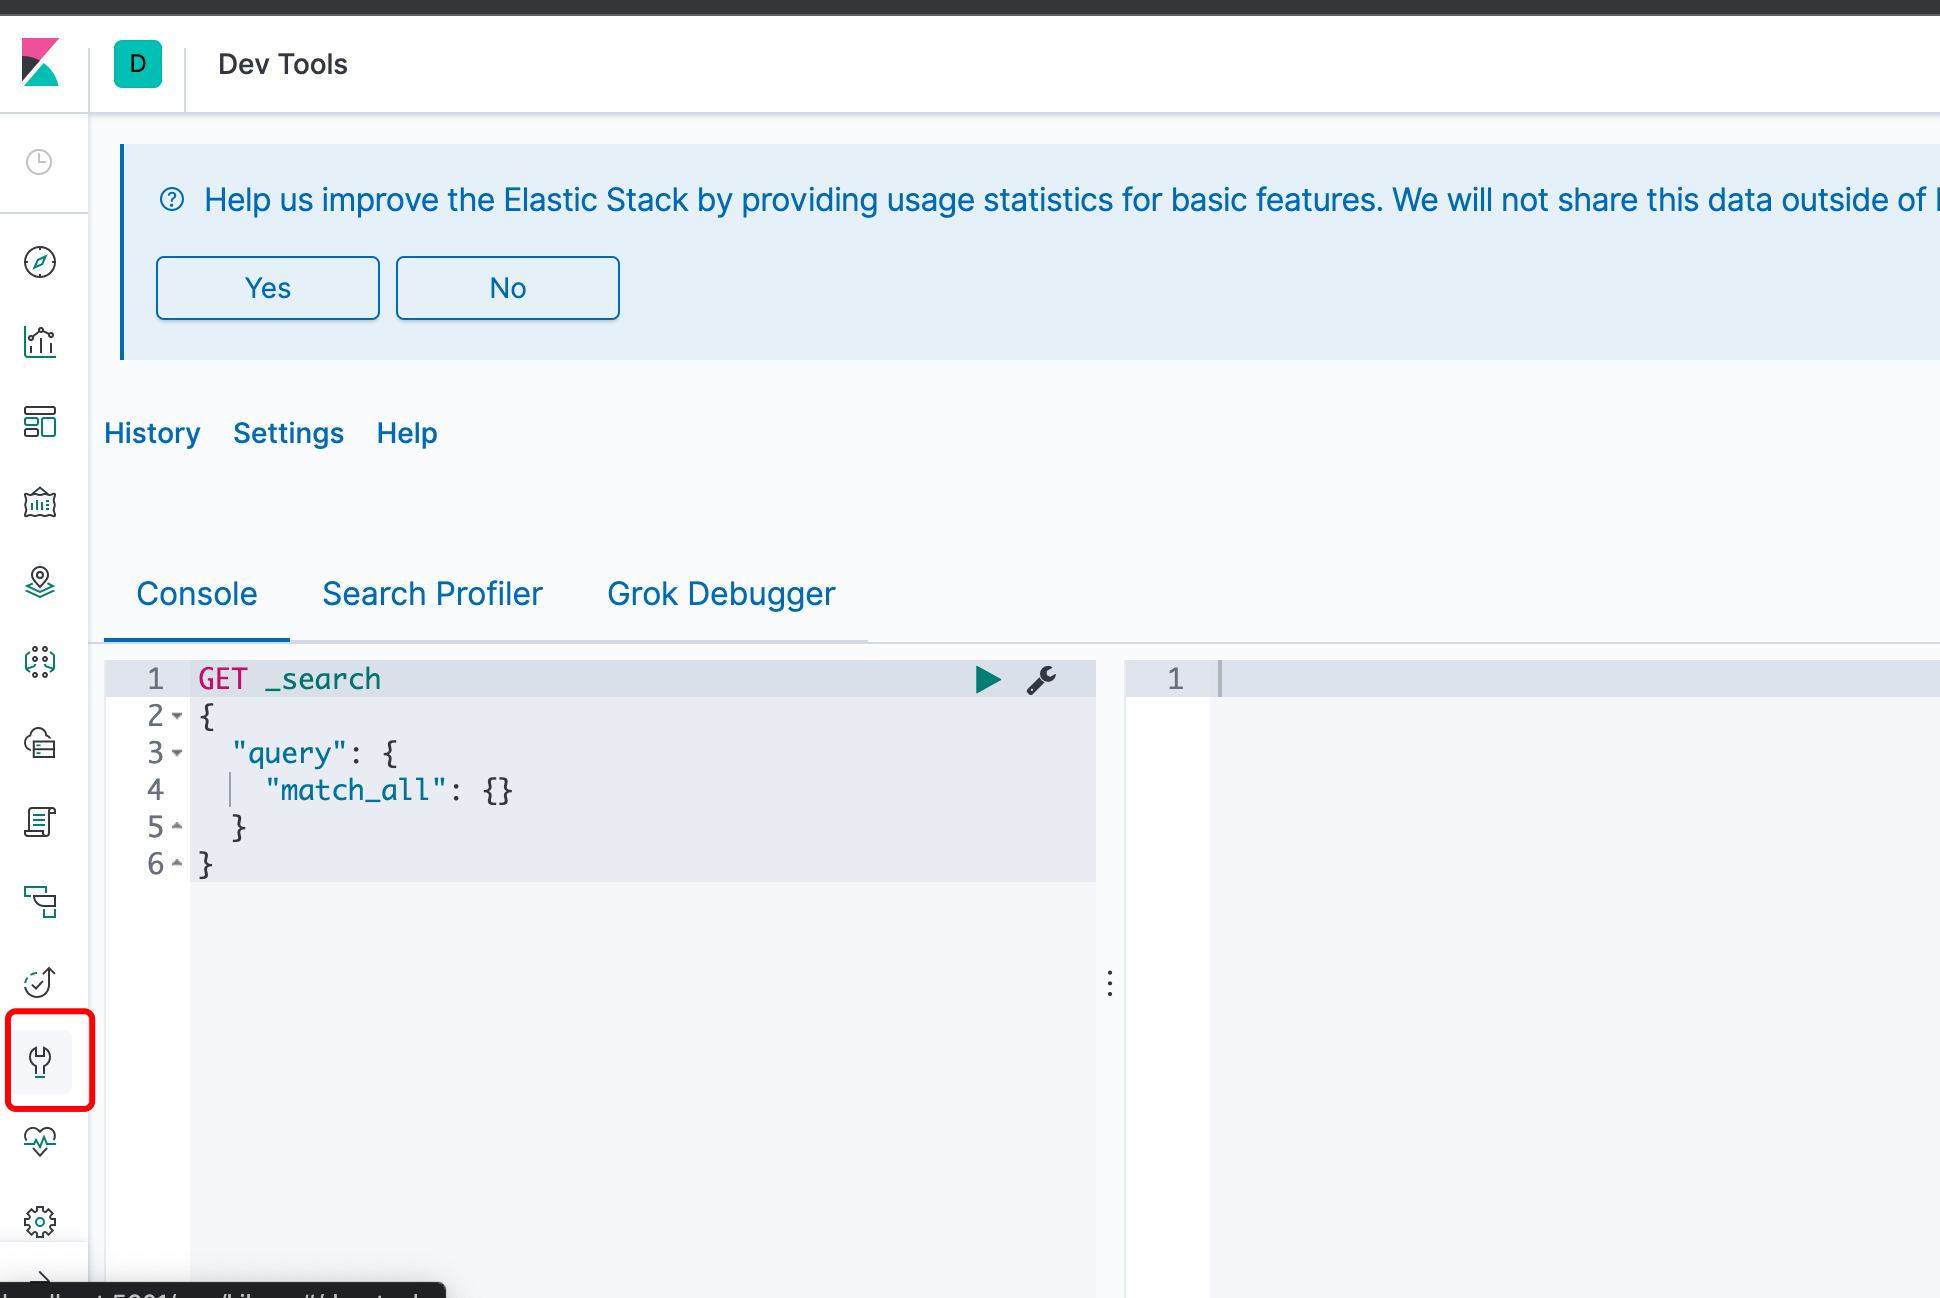 D Dev Tools
Help us improve the Elastic Stack by providing usage statistics for basic features. We will not share this data outside of
Yes No
History Settings Help
Console Search Profiler Grok Debugger
1 GET _search
2 {
3 "query": {
4 "match_all": {}
5 }
6 }
1